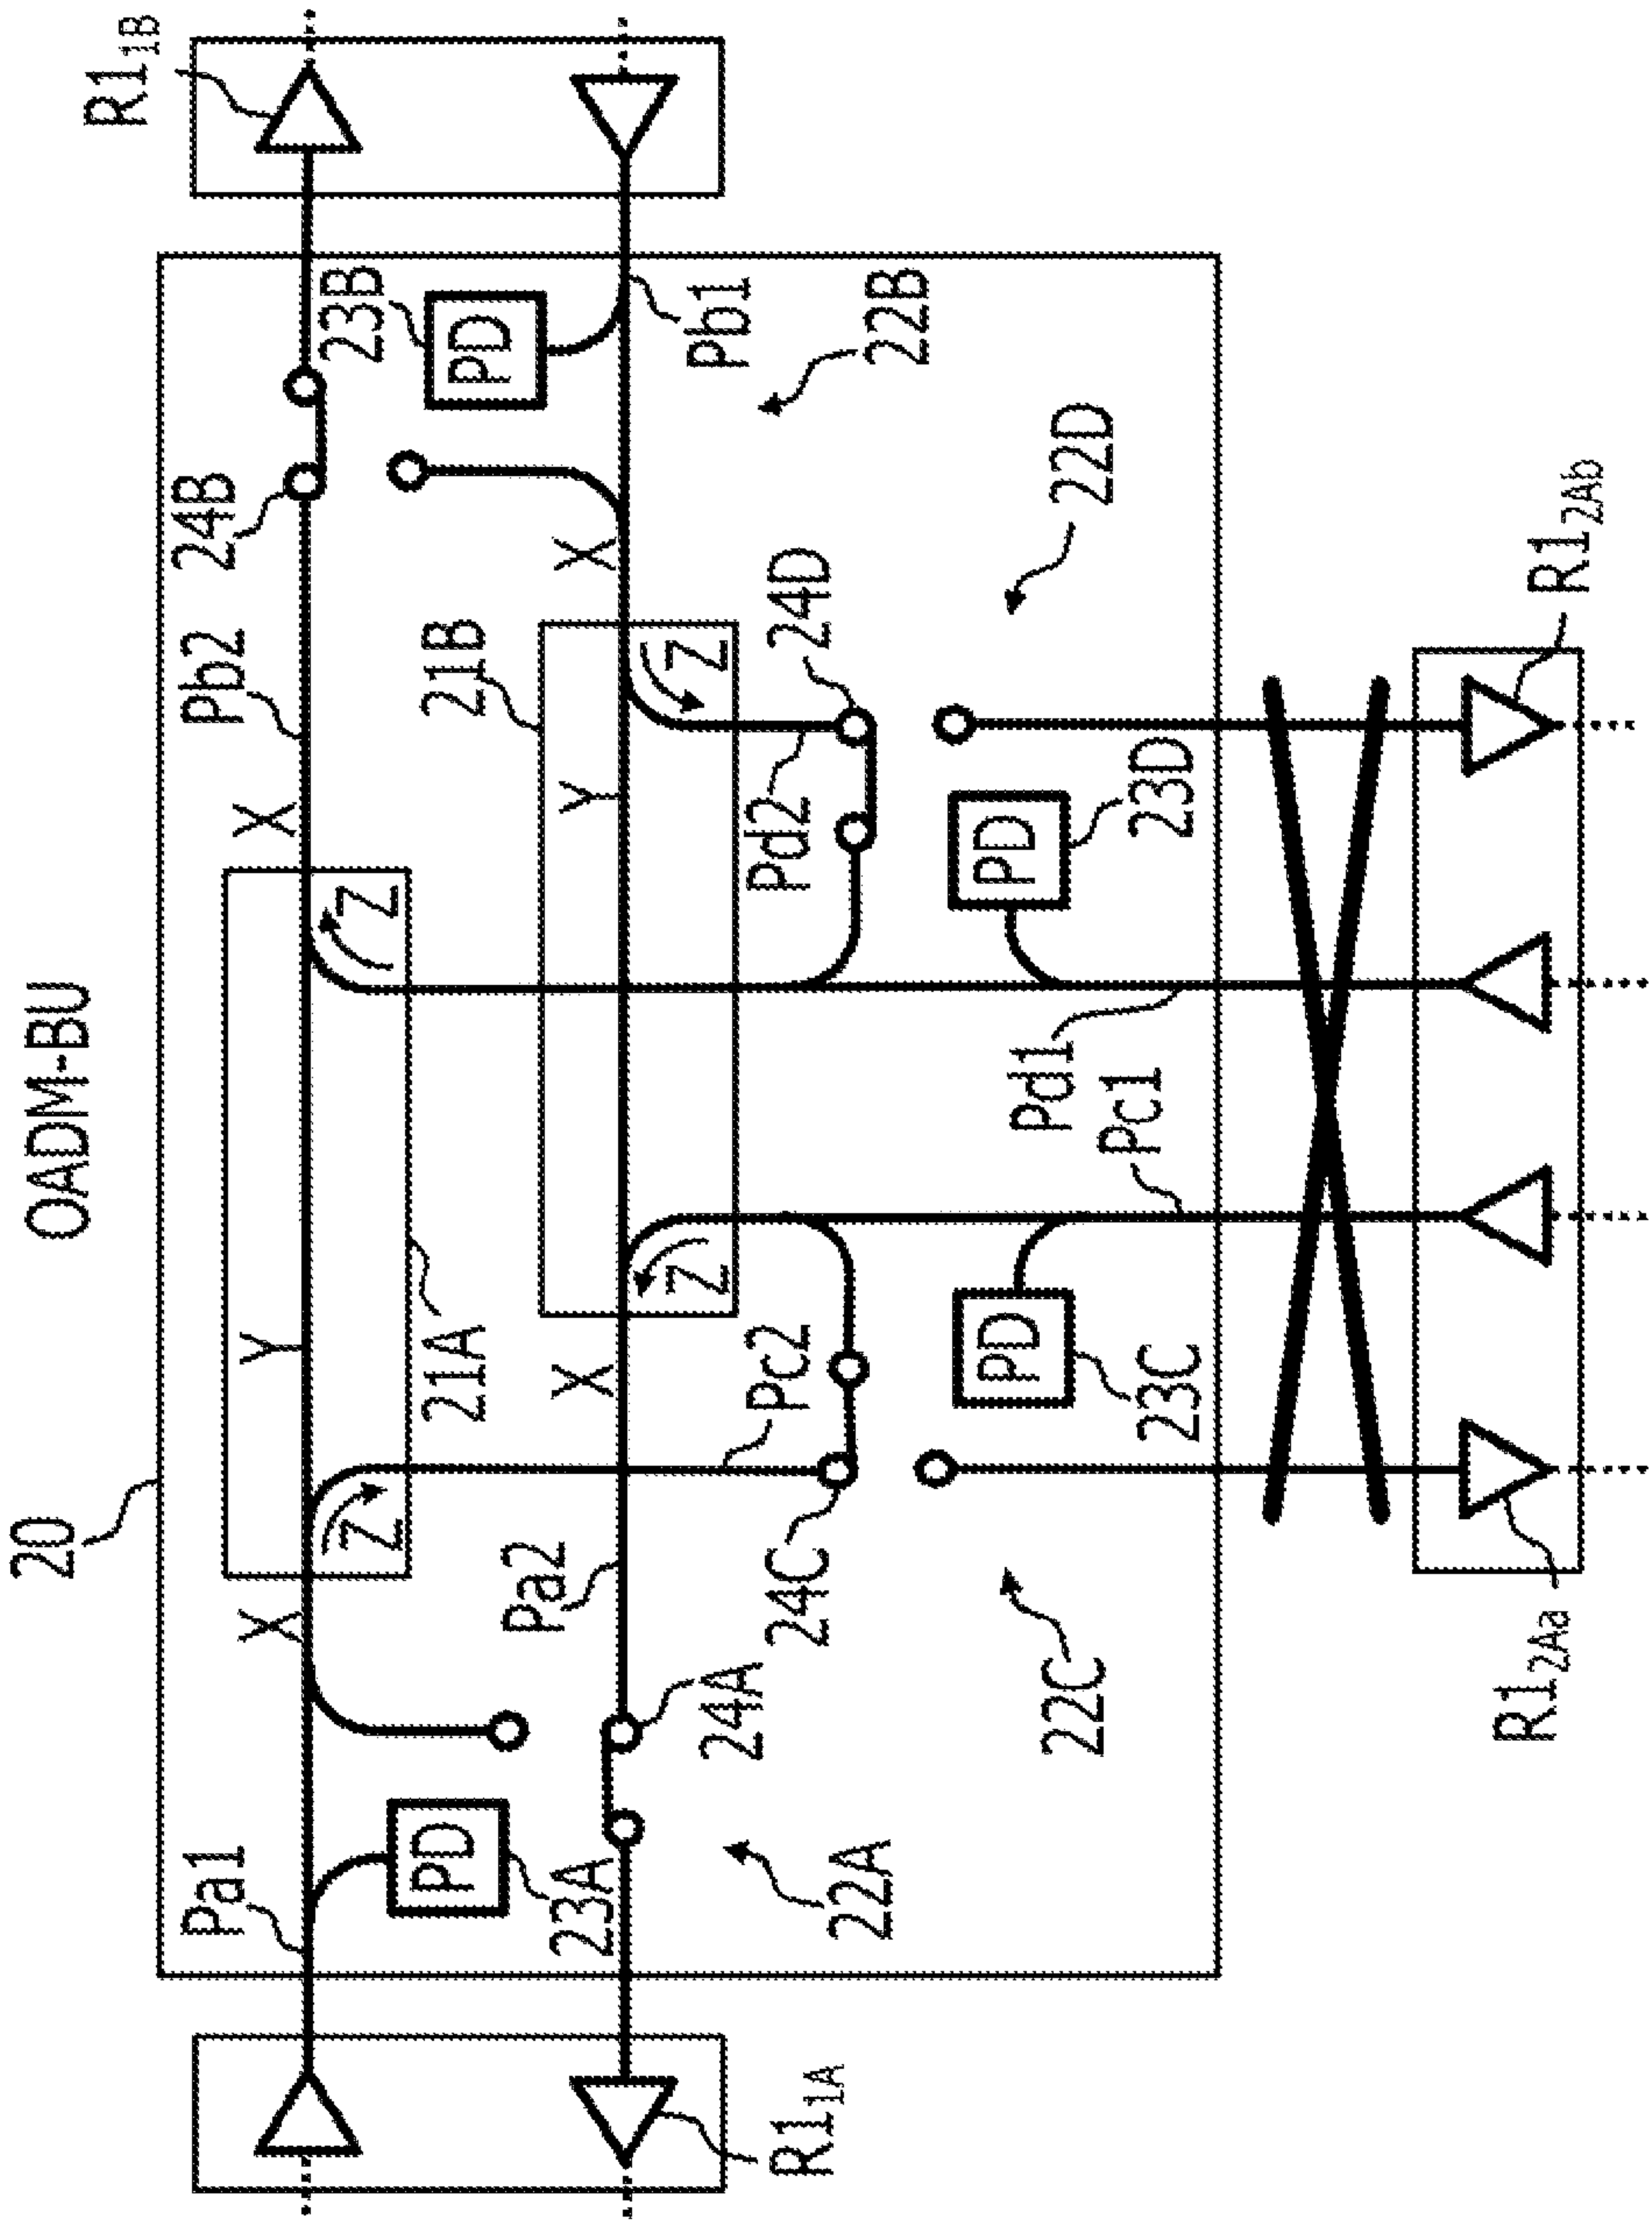 OADM-BU
20
R1_1B
24B
23B
PD
Pb2
X
Z
Y
21A
Z
X
Pa1
21B
X
Pb1
Y
Z
Z
X
Pa2
PD
23A
24A
22B
22A
R1_1A
24D
Pd2
Pc2
24C
22D
PD
23D
PD
23C
22C
Pd1
Pc1
R1_2Ab
R1_2Aa